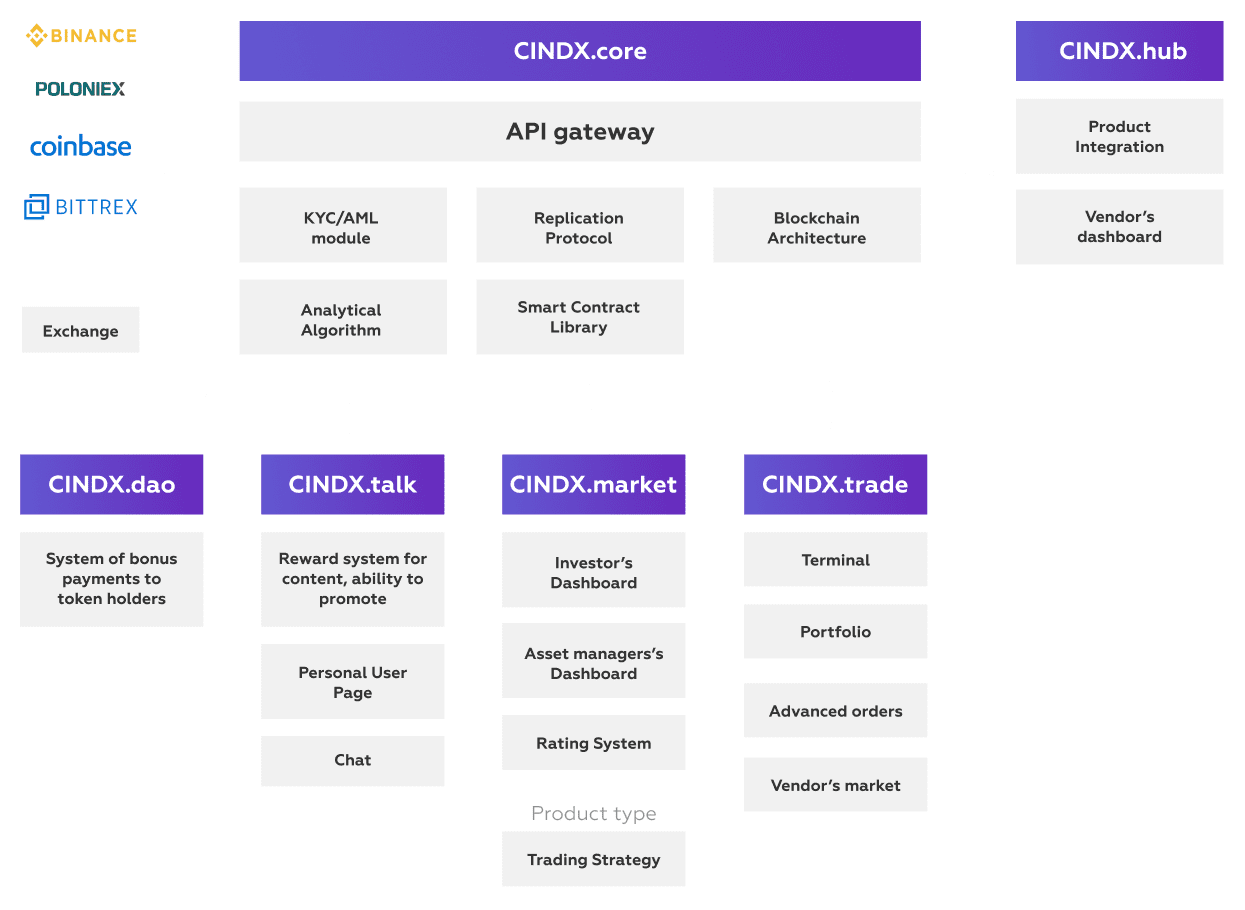 BINANCE
POLONIEX
coinbase
BITTREX
Exchange
CINDX.core
API gateway
KYC/AML
module
Replication
Protocol
Blockchain
Architecture
Analytical
Algorithm
Smart Contract
Library
CINDX.hub
Product
Integration
Vendor's
dashboard
CINDX.dao
System of bonus
payments to
token holders
CINDX.talk
Reward system for
content, ability to
promote
Personal User
Page
Chat
CINDX.market
Investor's
Dashboard
Asset managers's
Dashboard
Rating System
Product type
Trading Strategy
CINDX.trade
Terminal
Portfolio
Advanced orders
Vendor's market